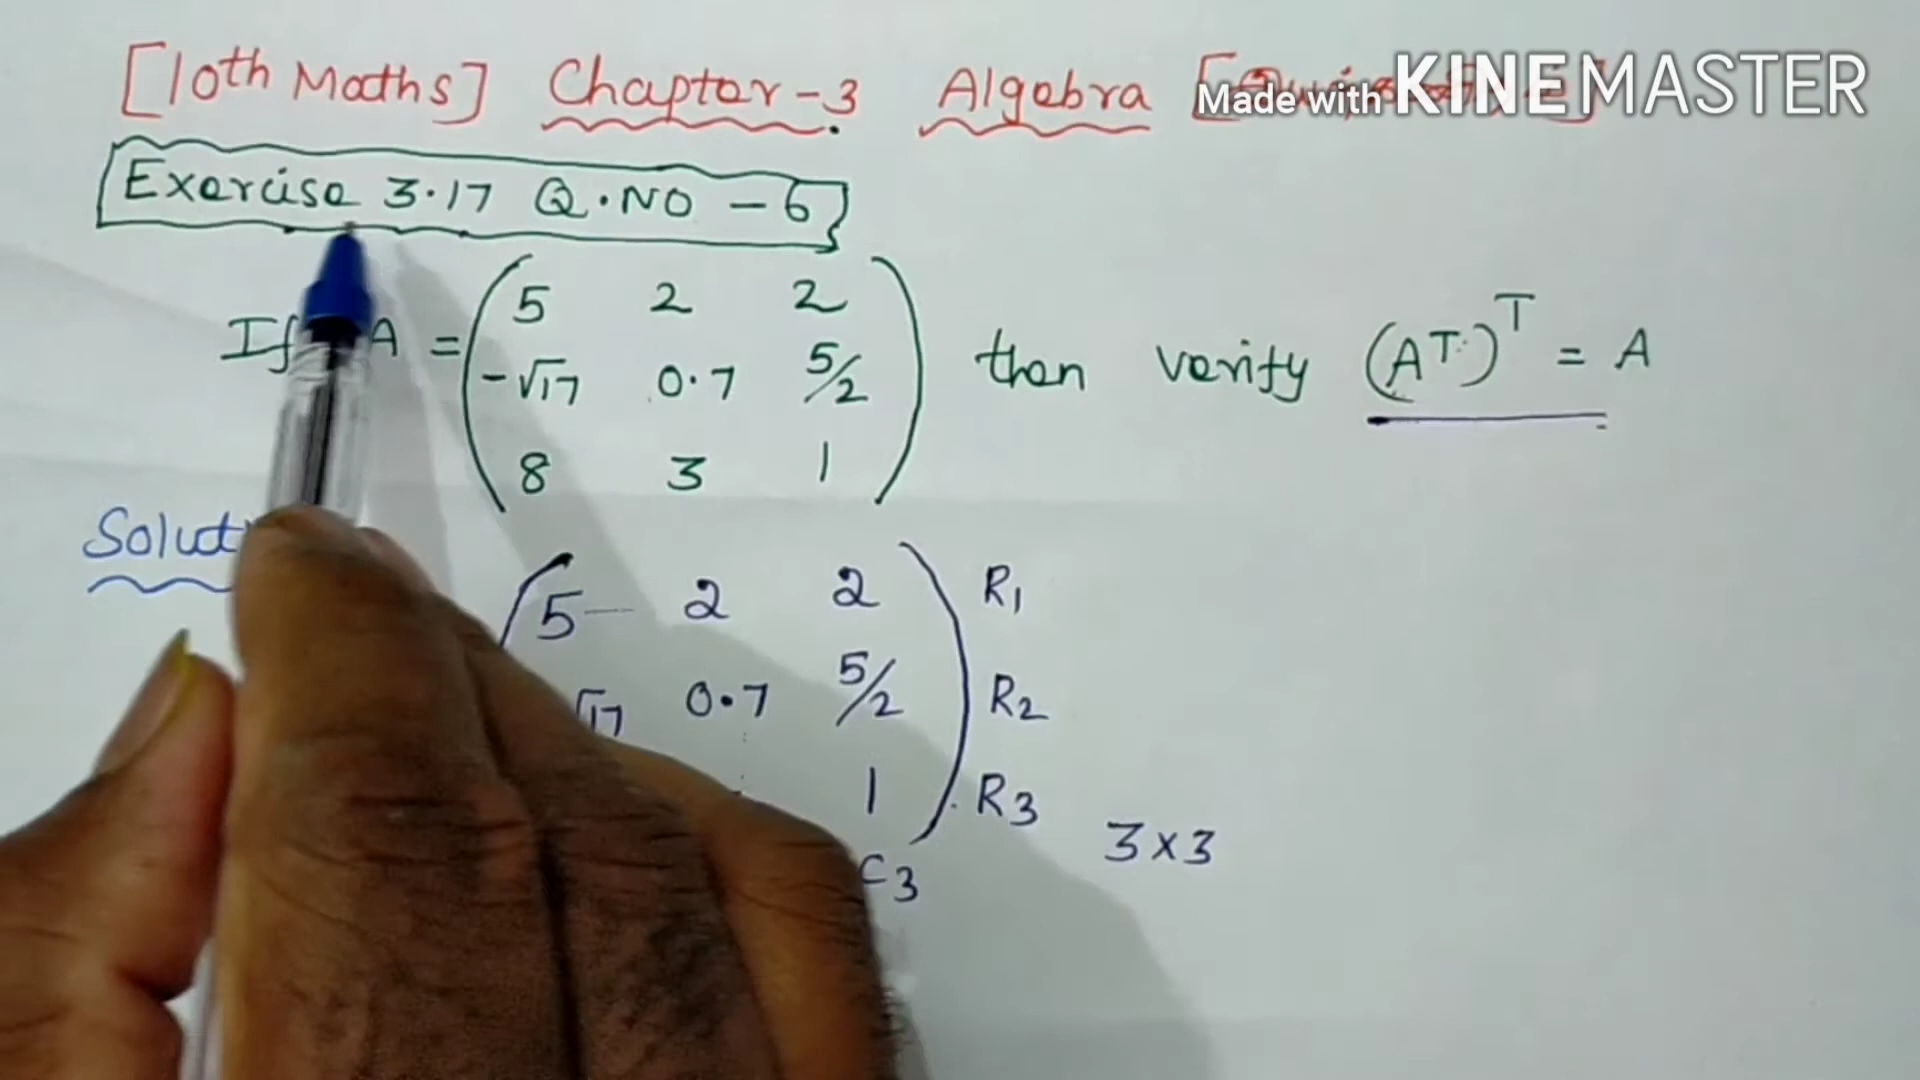 [10th Maths] Chapter-3 Algebra
Made with KINEMASTER
Exercise 3.17 Q.NO - 6
If A = ( 5 2 2
-√17 0.7 5/2
8 3 1 ) then verify (Aᵀ)ᵀ = A
5 2 2 ) R1
√17 0.7 5/2 R2
1 R3
3×3
C3